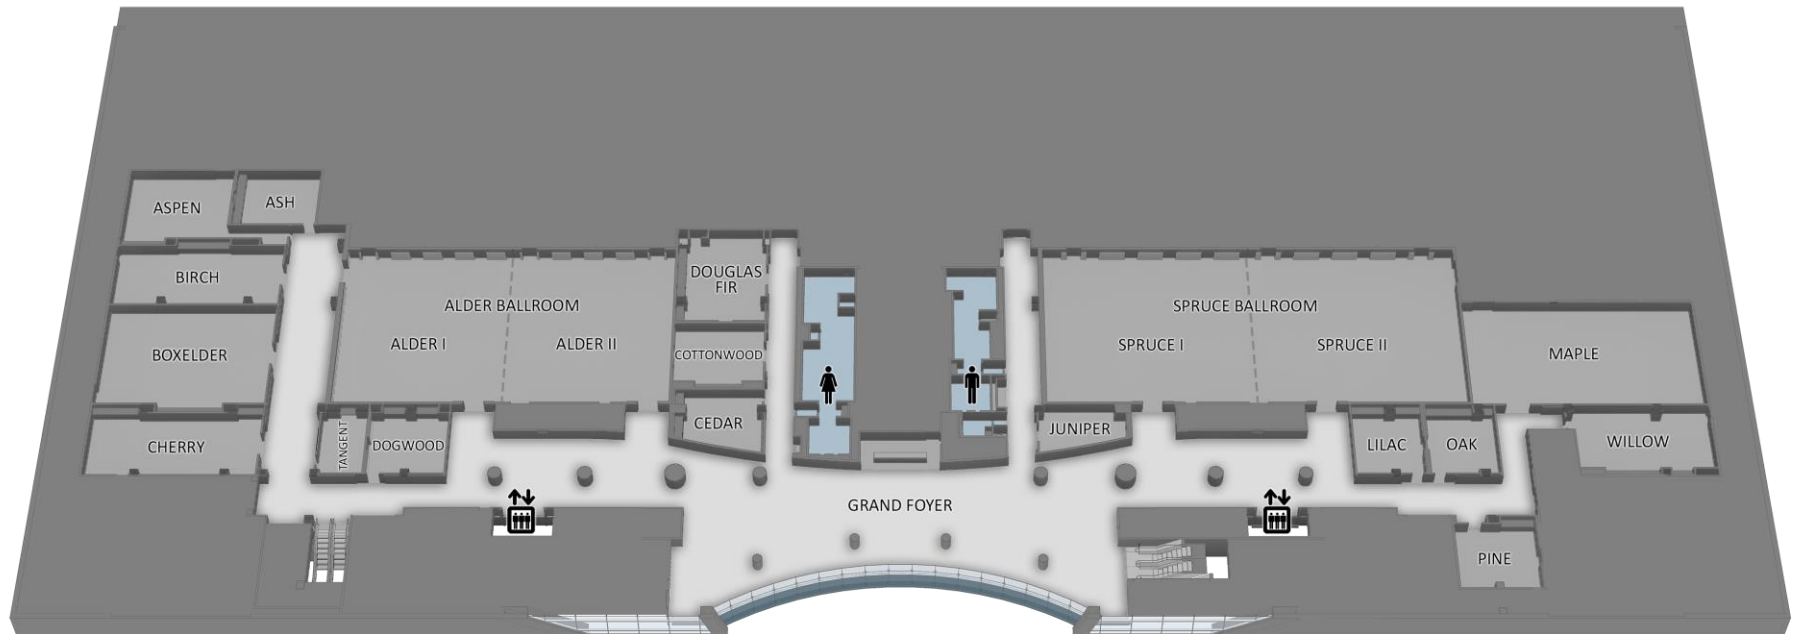 ASPEN
ASH
BIRCH
BOXELDER
CHERRY
ALDER BALLROOM
ALDER I
ALDER II
TANGENT
DOGWOOD
DOUGLAS
FIR
COTTONWOOD
CEDAR
GRAND FOYER
JUNIPER
SPRUCE BALLROOM
SPRUCE I
SPRUCE II
MAPLE
LILAC
OAK
WILLOW
PINE